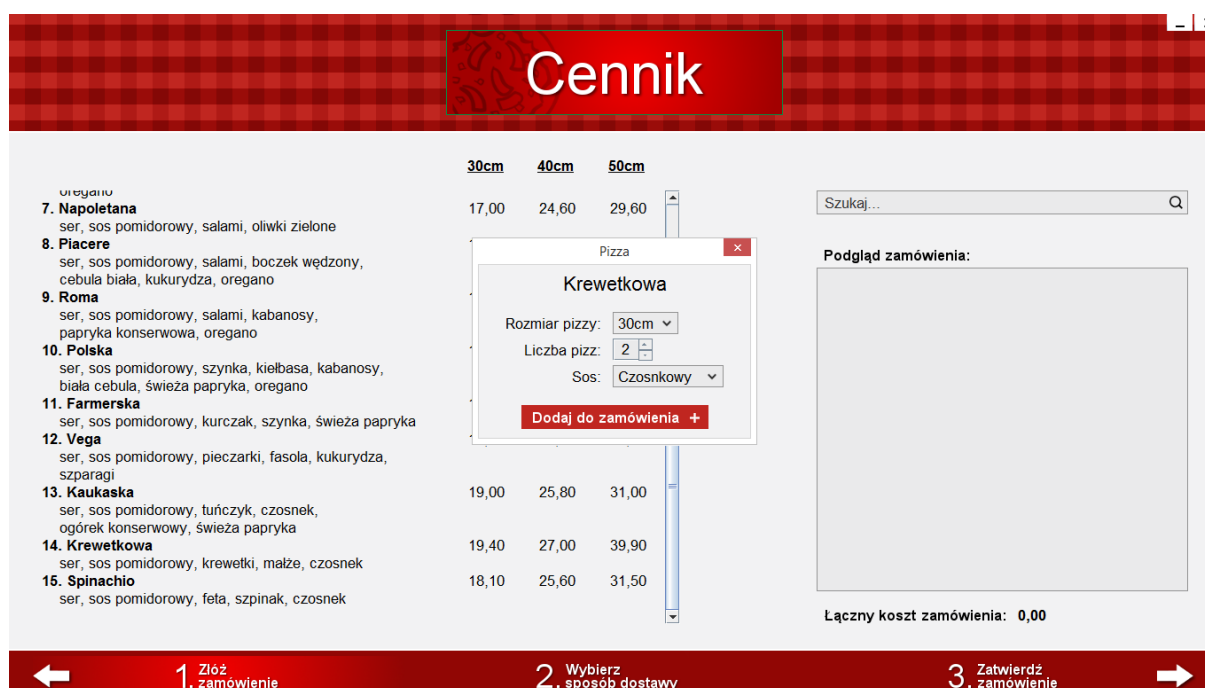 Cennik
30cm 40cm 50cm
oregano
7. Napoletana 17,00 24,60 29,60
ser, sos pomidorowy, salami, oliwki zielone
8. Piacere
ser, sos pomidorowy, salami, boczek wędzony,
cebula biała, kukurydza, oregano
9. Roma
ser, sos pomidorowy, salami, kabanosy,
papryka konserwowa, oregano
10. Polska
ser, sos pomidorowy, szynka, kiełbasa, kabanosy,
biała cebula, świeża papryka, oregano
11. Farmerska
ser, sos pomidorowy, kurczak, szynka, świeża papryka
12. Vega
ser, sos pomidorowy, pieczarki, fasola, kukurydza,
szparagi
13. Kaukaska 19,00 25,80 31,00
ser, sos pomidorowy, tuńczyk, czosnek,
ogórek konserwowy, świeża papryka
14. Krewetkowa 19,40 27,00 39,90
ser, sos pomidorowy, krewetki, małże, czosnek
15. Spinachio 18,10 25,60 31,50
ser, sos pomidorowy, feta, szpinak, czosnek
Pizza
Krewetkowa
Rozmiar pizzy: 30cm
Liczba pizz: 2
Sos: Czosnkowy
Dodaj do zamówienia +
Szukaj...
Podgląd zamówienia:
Łączny koszt zamówienia: 0,00
1. Złóż
zamówienie
2. Wybierz
sposób dostawy
3. Zatwierdź
zamówienie